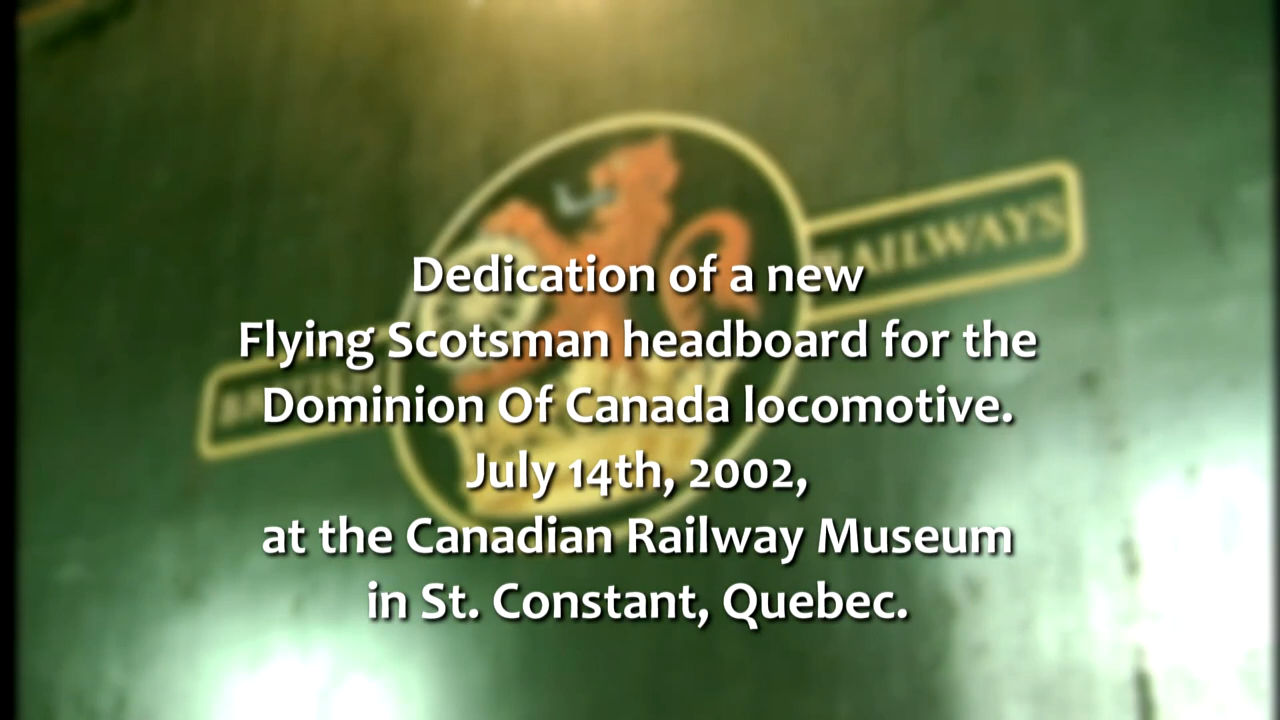 RAILWAYS
Dedication of a new
Flying Scotsman headboard for the
Dominion Of Canada locomotive.
July 14th, 2002,
at the Canadian Railway Museum
in St. Constant, Quebec.